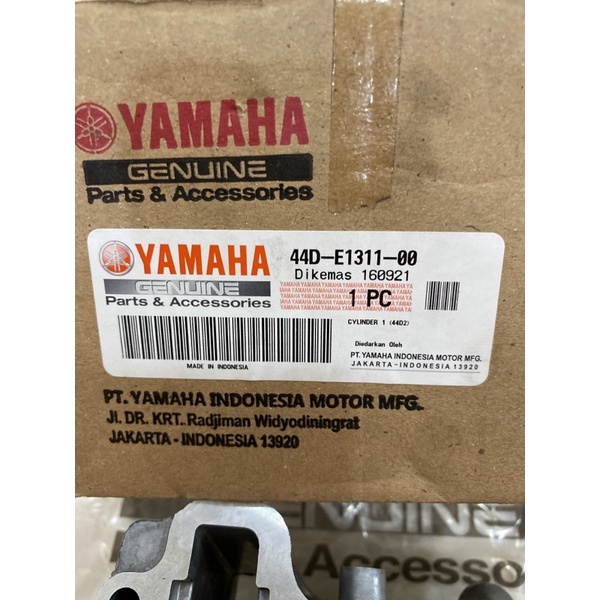 YAMAHA
GENUINE
Parts & Accessories
YAMAHA
GENUINE
Parts & Accessories
MADE IN INDONESIA
44D-E1311-00
Dikemas 160921
1 PC
CYLINDER 1 (44D2)
Diedarkan Oleh
PT. YAMAHA INDONESIA MOTOR MFG.
JAKARTA-INDONESIA 13920
PT. YAMAHA INDONESIA MOTOR MFG.
Jl. DR. KRT. Radjiman Widyodiningrat
JAKARTA - INDONESIA 13920
GENUINE
& Accesso